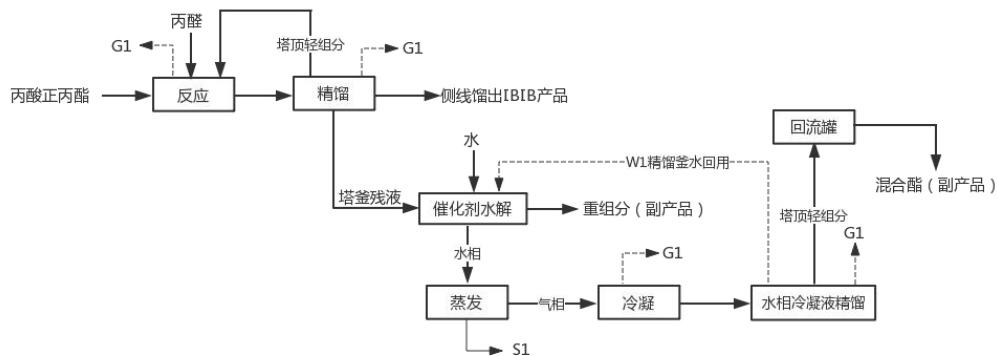 丙醛
G1
塔顶轻组分
G1
丙酸正丙酯
反应
精馏
侧线馏出IBIB产品
回流罐
水
W1精馏釜水回用
混合酯（副产品）
塔釜残液
催化剂水解
重组分（副产品）
塔顶轻组分
G1
水相
G1
蒸发
气相
冷凝
水相冷凝液精馏
S1